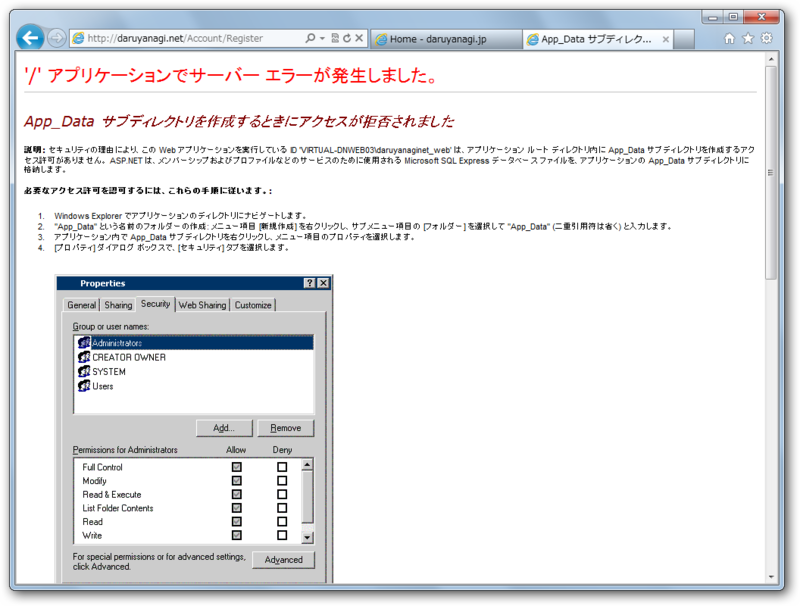 http://daruyanagi.net/Account/Register
Home - daruyanagi.jp
App_Data サブディレク...
'/' アプリケーションでサーバー エラーが発生しました。
App_Data サブディレクトリを作成するときにアクセスが拒否されました
説明: セキュリティの理由により、この Web アプリケーションを実行している ID 'VIRTUAL-DNWEB03\daruyanaginet_web' は、アプリケーション ルート ディレクトリ内に App_Data サブディレクトリを作成するアク
セス許可がありません。ASP.NET は、メンバーシップおよびプロファイルなどのサービスのために使用される Microsoft SQL Express データベース ファイルを、アプリケーションの App_Data サブディレクトリに
格納します。
必要なアクセス許可を認可するには、これらの手順に従います。:
1. Windows Explorer でアプリケーションのディレクトリにナビゲートします。
2. "App_Data" という名前のフォルダーの作成: メニュー項目 [新規作成] を右クリックし、サブメニュー項目の [フォルダー] を選択して "App_Data" (二重引用符は省く) と入力します。
3. アプリケーション内で App_Data サブディレクトリを右クリックし、メニュー項目のプロパティを選択します。
4. [プロパティ] ダイアログ ボックスで、[セキュリティ] タブを選択します。
Properties
General Sharing Security Web Sharing Customize
Group or user names:
Administrators
CREATOR OWNER
SYSTEM
Users
Add... Remove
Permissions for Administrators Allow Deny
Full Control
Modify
Read & Execute
List Folder Contents
Read
Write
For special permissions or for advanced settings,
click Advanced.
Advanced